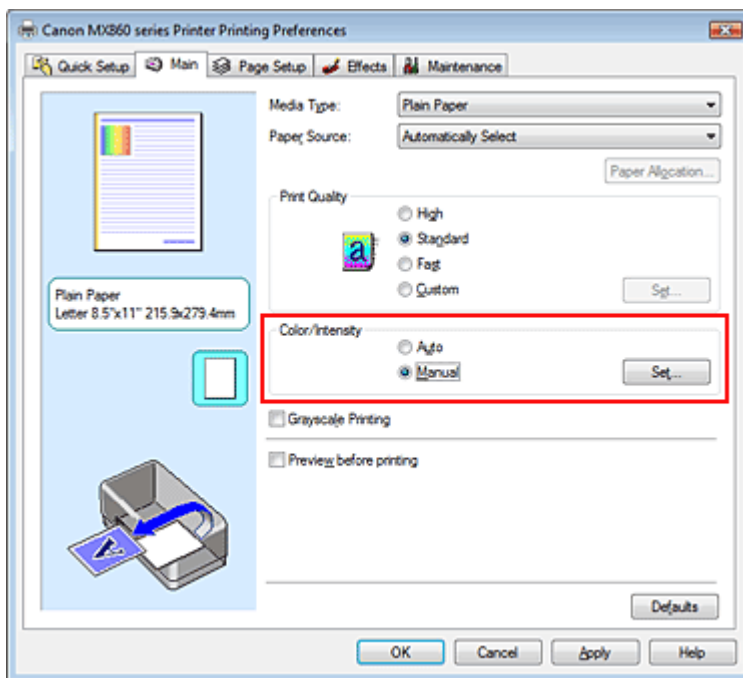 Canon MX860 series Printer Printing Preferences
Quick Setup Main Page Setup Effects Maintenance
Media Type: Plain Paper
Paper Source: Automatically Select
Paper Allocation...
Print Quality
High
Standard
Fast
Custom Set...
Plain Paper
Letter 8.5"x11" 215.9x279.4mm
Color/Intensity
Auto
Manual Set...
Grayscale Printing
Preview before printing
Defaults
OK Cancel Apply Help